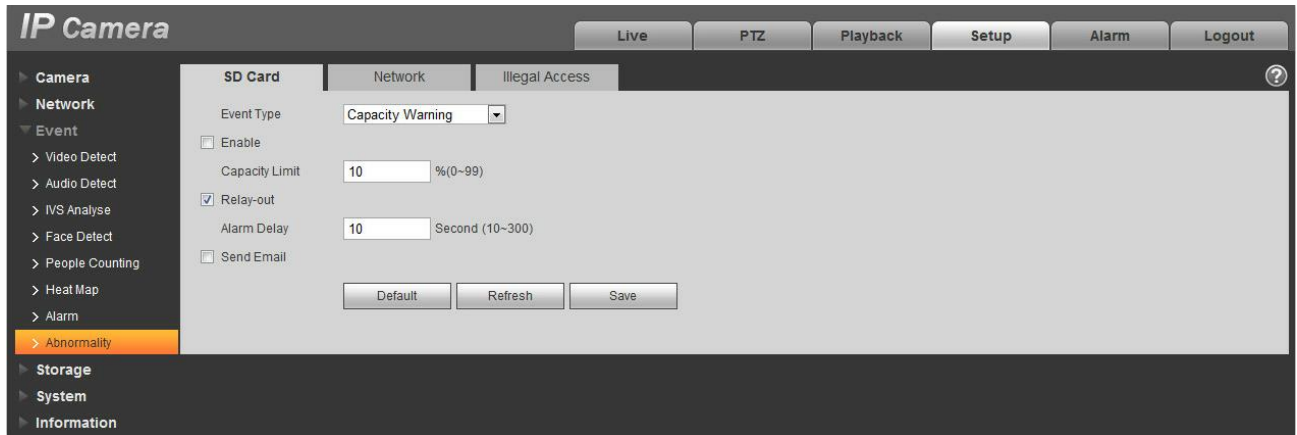 IP Camera
Live PTZ Playback Setup Alarm Logout
Camera
Network
Event
Video Detect
Audio Detect
IVS Analyse
Face Detect
People Counting
Heat Map
Alarm
Abnormality
Storage
System
Information
SD Card Network Illegal Access ?
Event Type Capacity Warning
Enable
Capacity Limit 10 %(0~99)
Relay-out
Alarm Delay 10 Second (10~300)
Send Email
Default Refresh Save